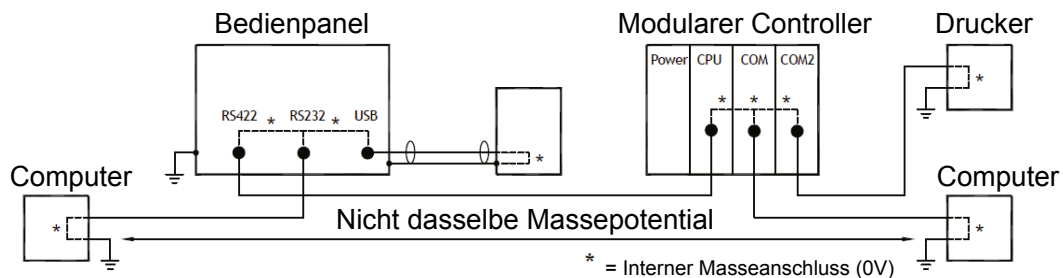 Bedienpanel
Modularer Controller
Drucker
Power CPU COM COM2
* * *
*
RS422 * RS232 * USB
*
Computer
Computer
*
*
Nicht dasselbe Massepotential
* = Interner Masseanschluss (0V)